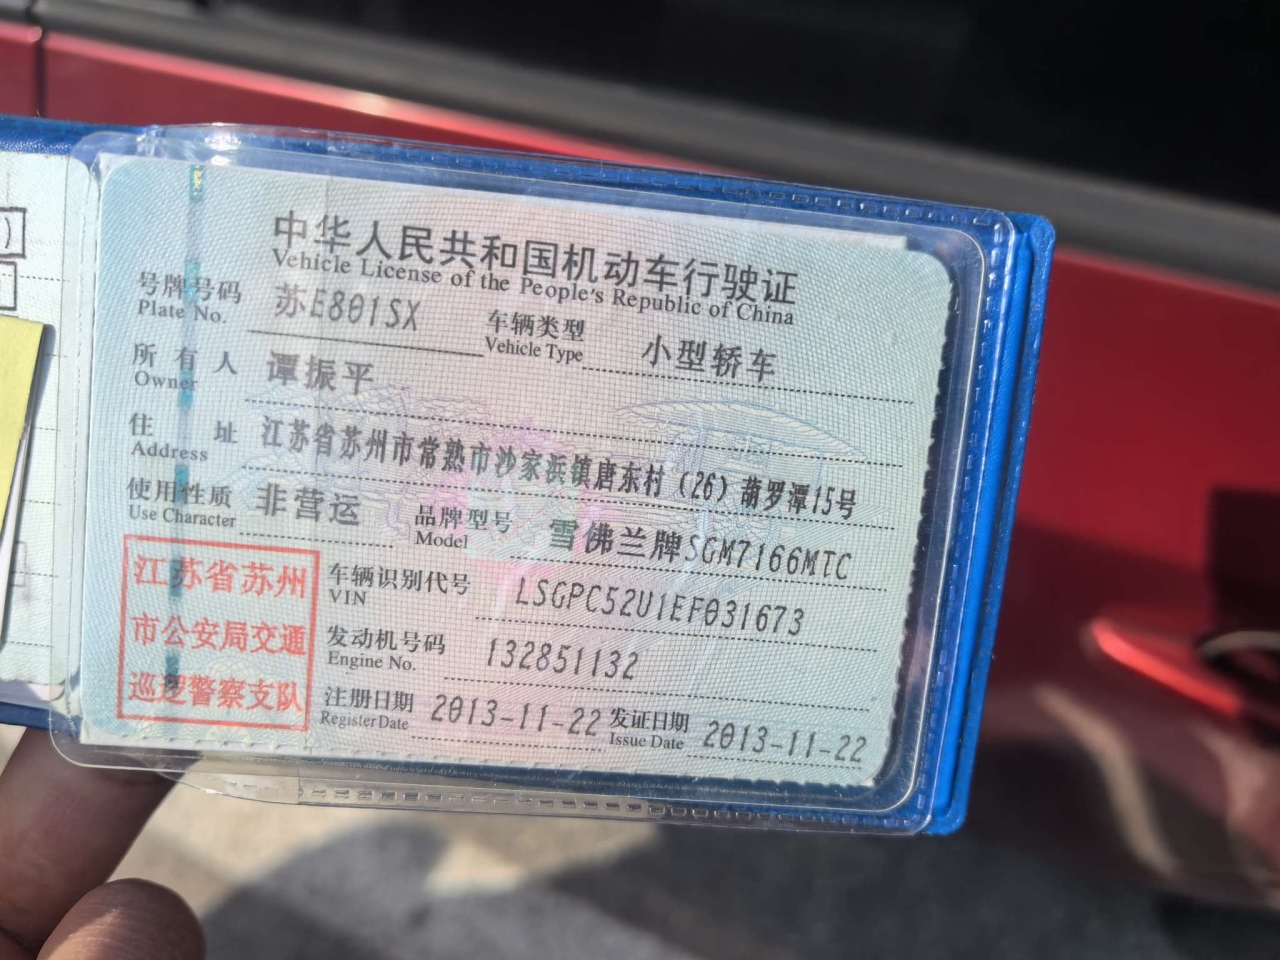 中华人民共和国机动车行驶证
Vehicle License of the People's Republic of China
号牌号码 苏E801SX 车辆类型 小型轿车
Plate No. Vehicle Type
所有人 谭振平
Owner
住址 江苏省苏州市常熟市沙家浜镇唐东村（26）葫罗潭15号
Address
使用性质 非营运 品牌型号 雪佛兰牌SGM7166MTC
Use Character Model
江苏省苏州
市公安局交通
巡逻警察支队
车辆识别代号 LSGPC52U1EF031673
VIN
发动机号码 132851132
Engine No.
注册日期 2013-11-22 发证日期 2013-11-22
Register Date Issue Date